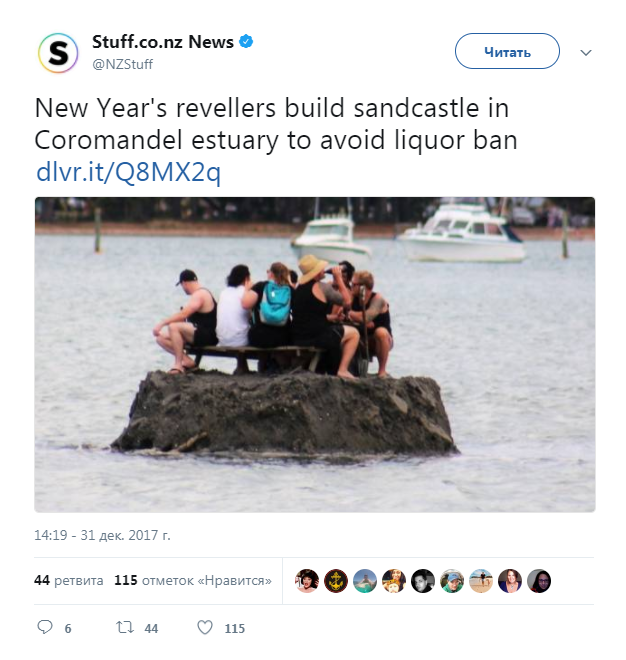 Stuff.co.nz News
@NZStuff
Читать
New Year's revellers build sandcastle in
Coromandel estuary to avoid liquor ban
dlvr.it/Q8MX2q
14:19 - 31 дек. 2017 г.
44 ретвита 115 отметок «Нравится»
6 44 115